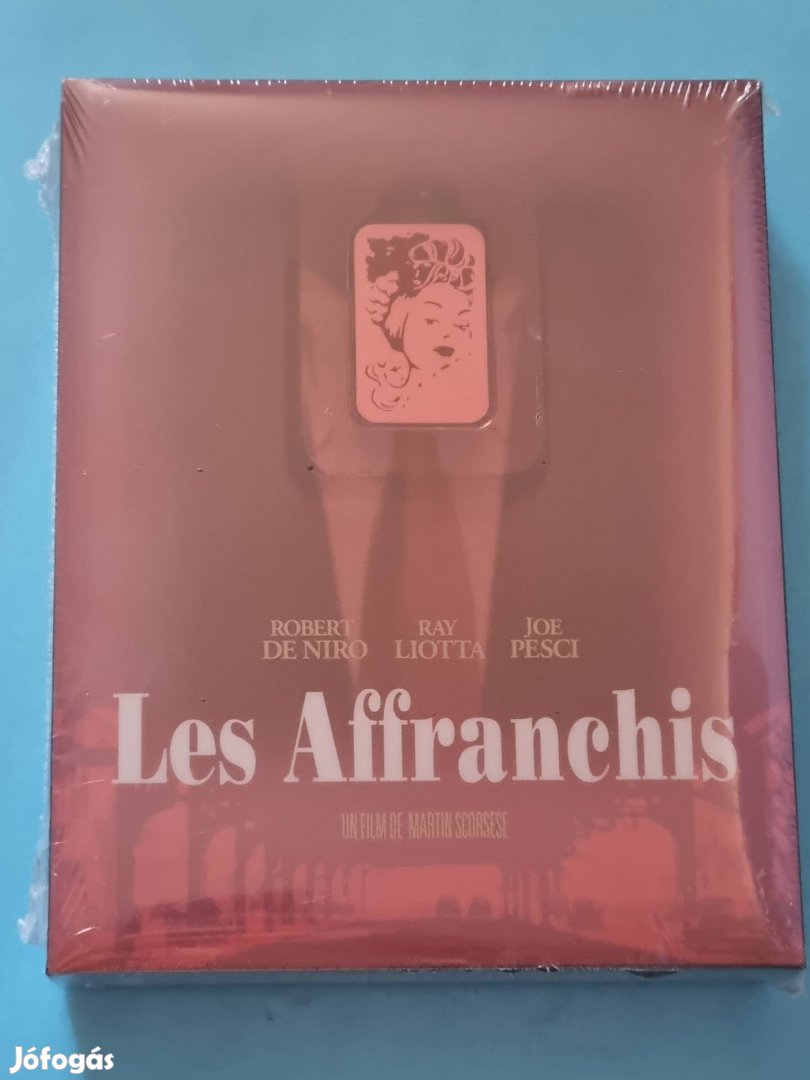 ROBERT DE NIRO
RAY LIOTTA
JOE PESCI
Les Affranchis
UN FILM DE MARTIN SCORSESE
Jófogás